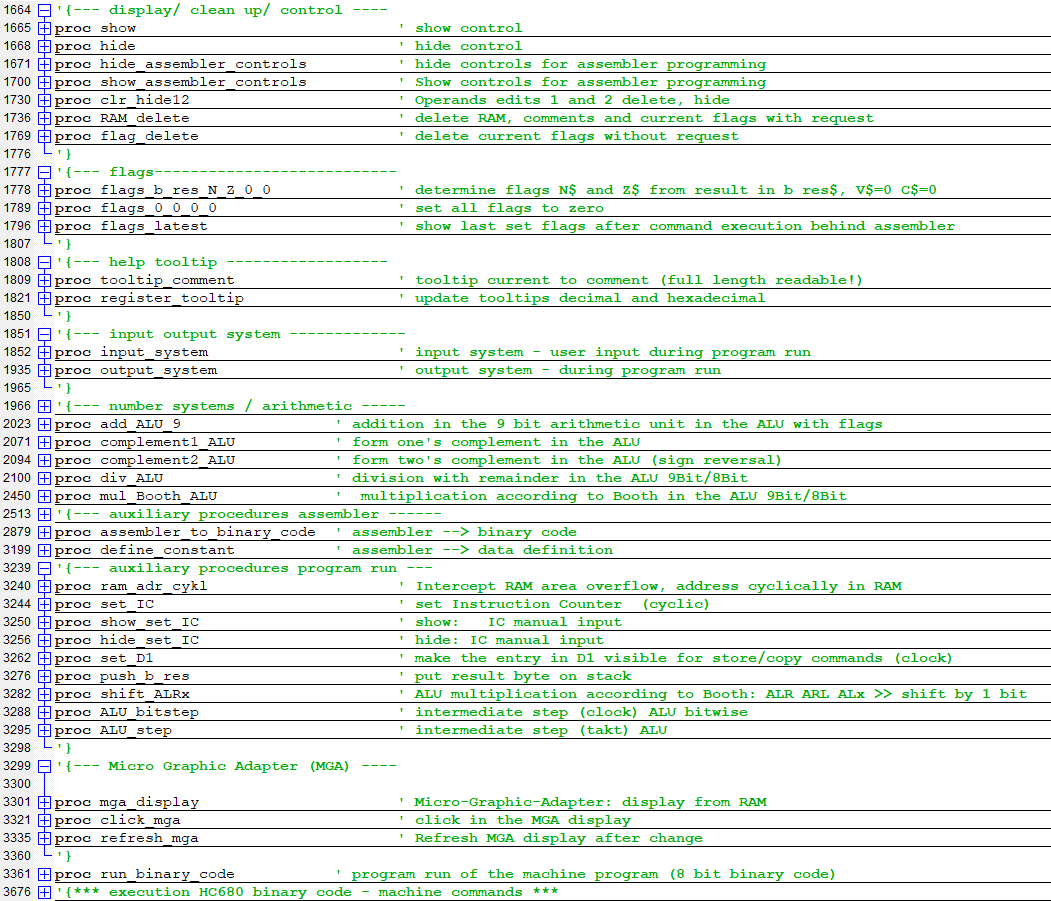 1664 '{--- display/ clean up/ control ----
1665 proc show ' show control
1668 proc hide ' hide control
1671 proc hide_assembler_controls ' hide controls for assembler programming
1700 proc show_assembler_controls ' Show controls for assembler programming
1730 proc clr_hide12 ' Operands edits 1 and 2 delete, hide
1736 proc RAM_delete ' delete RAM, comments and current flags with request
1769 proc flag_delete ' delete current flags without request
1776 '}
1777 '{--- flags---------------------------
1778 proc flags_b_res_N_Z_0_0 ' determine flags N$ and Z$ from result in b res$, V$=0 C$=0
1789 proc flags_0_0_0_0 ' set all flags to zero
1796 proc flags_latest ' show last set flags after command execution behind assembler
1807 '}
1808 '{--- help tooltip ------------------
1809 proc tooltip_comment ' tooltip current to comment (full length readable!)
1821 proc register_tooltip ' update tooltips decimal and hexadecimal
1850 '}
1851 '{--- input output system -------------
1852 proc input_system ' input system - user input during program run
1935 proc output_system ' output system - during program run
1965 '}
1966 '{--- number systems / arithmetic -----
2023 proc add_ALU_9 ' addition in the 9 bit arithmetic unit in the ALU with flags
2071 proc complement1_ALU ' form one's complement in the ALU
2094 proc complement2_ALU ' form two's complement in the ALU (sign reversal)
2100 proc div_ALU ' division with remainder in the ALU 9Bit/8Bit
2450 proc mul_Booth_ALU ' multiplication according to Booth in the ALU 9Bit/8Bit
2513 '{--- auxiliary procedures assembler ------
2879 proc assembler_to_binary_code ' assembler --> binary code
3199 proc define_constant ' assembler --> data definition
3239 '{--- auxiliary procedures program run ---
3240 proc ram_adr_cykl ' Intercept RAM area overflow, address cyclically in RAM
3244 proc set_IC ' set Instruction Counter (cyclic)
3250 proc show_set_IC ' show: IC manual input
3256 proc hide_set_IC ' hide: IC manual input
3262 proc set_D1 ' make the entry in D1 visible for store/copy commands (clock)
3276 proc push_b_res ' put result byte on stack
3282 proc shift_ALRx ' ALU multiplication according to Booth: ALR ARL ALx >> shift by 1 bit
3288 proc ALU_bitstep ' intermediate step (clock) ALU bitwise
3295 proc ALU_step ' intermediate step (takt) ALU
3298 '}
3299 '{--- Micro Graphic Adapter (MGA) ----
3300
3301 proc mga_display ' Micro-Graphic-Adapter: display from RAM
3321 proc click_mga ' click in the MGA display
3335 proc refresh_mga ' Refresh MGA display after change
3360 '}
3361 proc run_binary_code ' program run of the machine program (8 bit binary code)
3676 '{*** execution HC680 binary code - machine commands ***